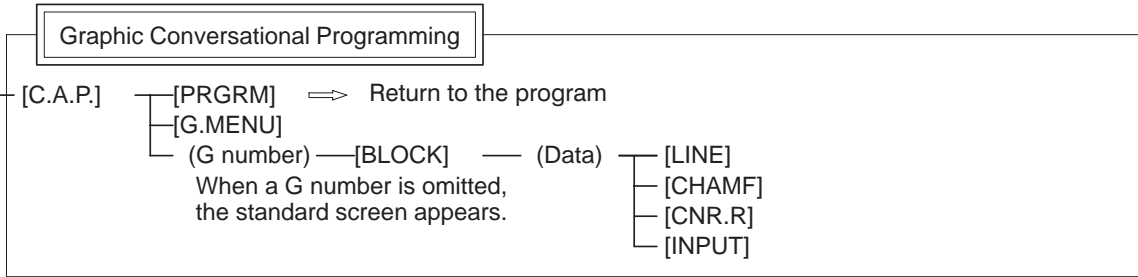 Graphic Conversational Programming
[C.A.P.] [PRGRM] Return to the program
[G.MENU]
(G number) [BLOCK] (Data) [LINE]
When a G number is omitted, [CHAMF]
the standard screen appears. [CNR.R]
[INPUT]